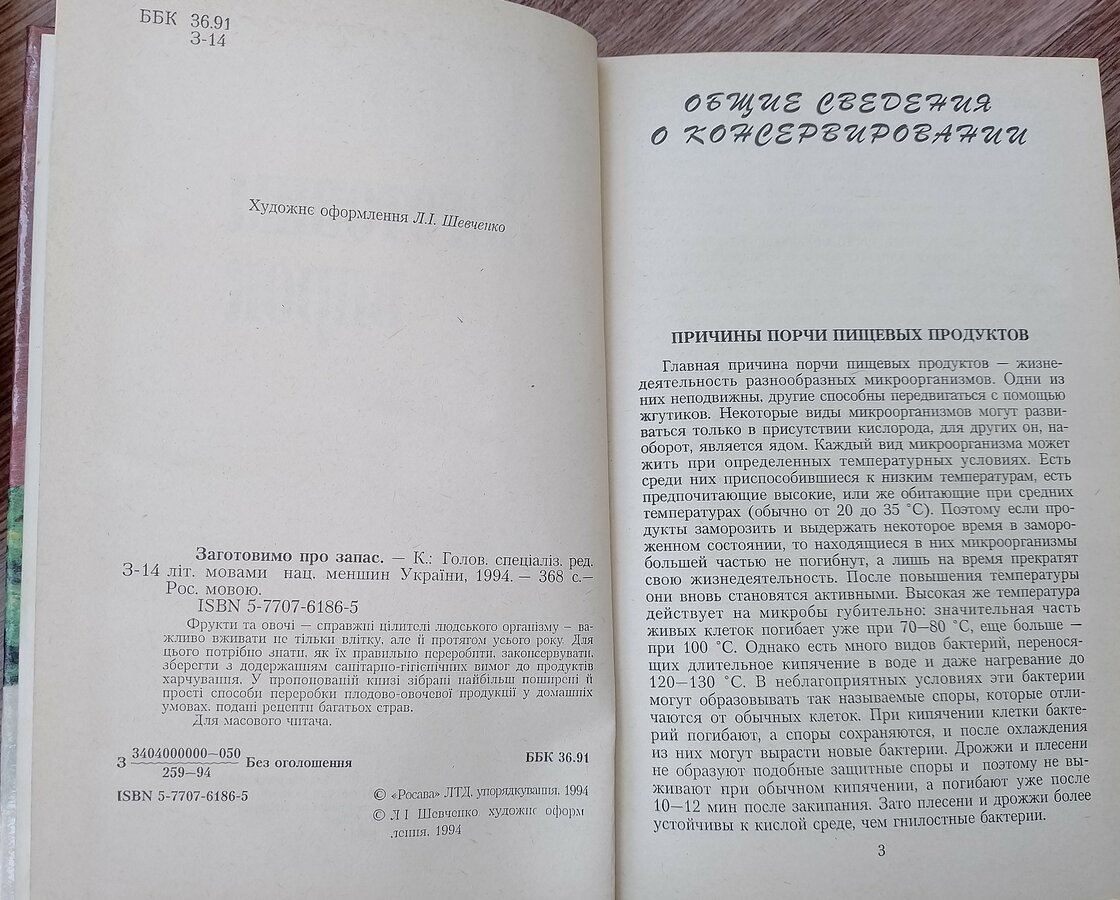 ББК 36.91
З-14
Художнє оформлення Л.І. Шевченко
Заготовимо про запас. — К.: Голов. спеціаліз. ред.
З-14 літ. мовами нац. меншин України, 1994. — 368 с.—
Рос. мовою.
ISBN 5-7707-6186-5
Фрукти та овочі — справжні цілителі людського організму — ва-
жливо вживати не тільки влітку, але й протягом усього року. Для
цього потрібно знати, як їх правильно переробити, законсервувати,
зберегти з додержанням санітарно-гігієнічних вимог до продуктів
харчування. У пропонованій книзі зібрані найбільш поширені й
прості способи переробки плодово-овочевої продукції у домашніх
умовах, подані рецепти багатьох страв.
Для масового читача.
З 3404000000—050
259—94
Без оголошення
ББК 36.91
ISBN 5-7707-6186-5
© «Росава» ЛТД, упорядкування, 1994
© Л І Шевченко художнє оформ
лення, 1994
ОБЩИЕ СВЕДЕНИЯ
О КОНСЕРВИРОВАНИИ
ПРИЧИНЫ ПОРЧИ ПИЩЕВЫХ ПРОДУКТОВ
Главная причина порчи пищевых продуктов — жизне-
деятельность разнообразных микроорганизмов. Одни из
них неподвижны, другие способны передвигаться с помощью
жгутиков. Некоторые виды микроорганизмов могут разви-
ваться только в присутствии кислорода, для других он, на-
оборот, является ядом. Каждый вид микроорганизма может
жить при определенных температурных условиях. Есть
среди них приспособившиеся к низким температурам, есть
предпочитающие высокие, или же обитающие при средних
температурах (обычно от 20 до 35 °С). Поэтому если про-
дукты заморозить и выдержать некоторое время в заморо-
женном состоянии, то находящиеся в них микроорганизмы
большей частью не погибнут, а лишь на время прекратят
свою жизнедеятельность. После повышения температуры
они вновь становятся активными. Высокая же температура
действует на микробы губительно: значительная часть
живых клеток погибает уже при 70—80 °С, еще больше —
при 100 °С. Однако есть много видов бактерий, перенося-
щих длительное кипячение в воде и даже нагревание до
120—130 °С. В неблагоприятных условиях эти бактерии
могут образовывать так называемые споры, которые отли-
чаются от обычных клеток. При кипячении клетки бакте-
рий погибают, а споры сохраняются, и после охлаждения
из них могут вырасти новые бактерии. Дрожжи и плесени
не образуют подобные защитные споры и поэтому не вы-
живают при обычном кипячении, а погибают уже после
10—12 мин после закипания. Зато плесени и дрожжи более
устойчивы к кислой среде, чем гнилостные бактерии.
3